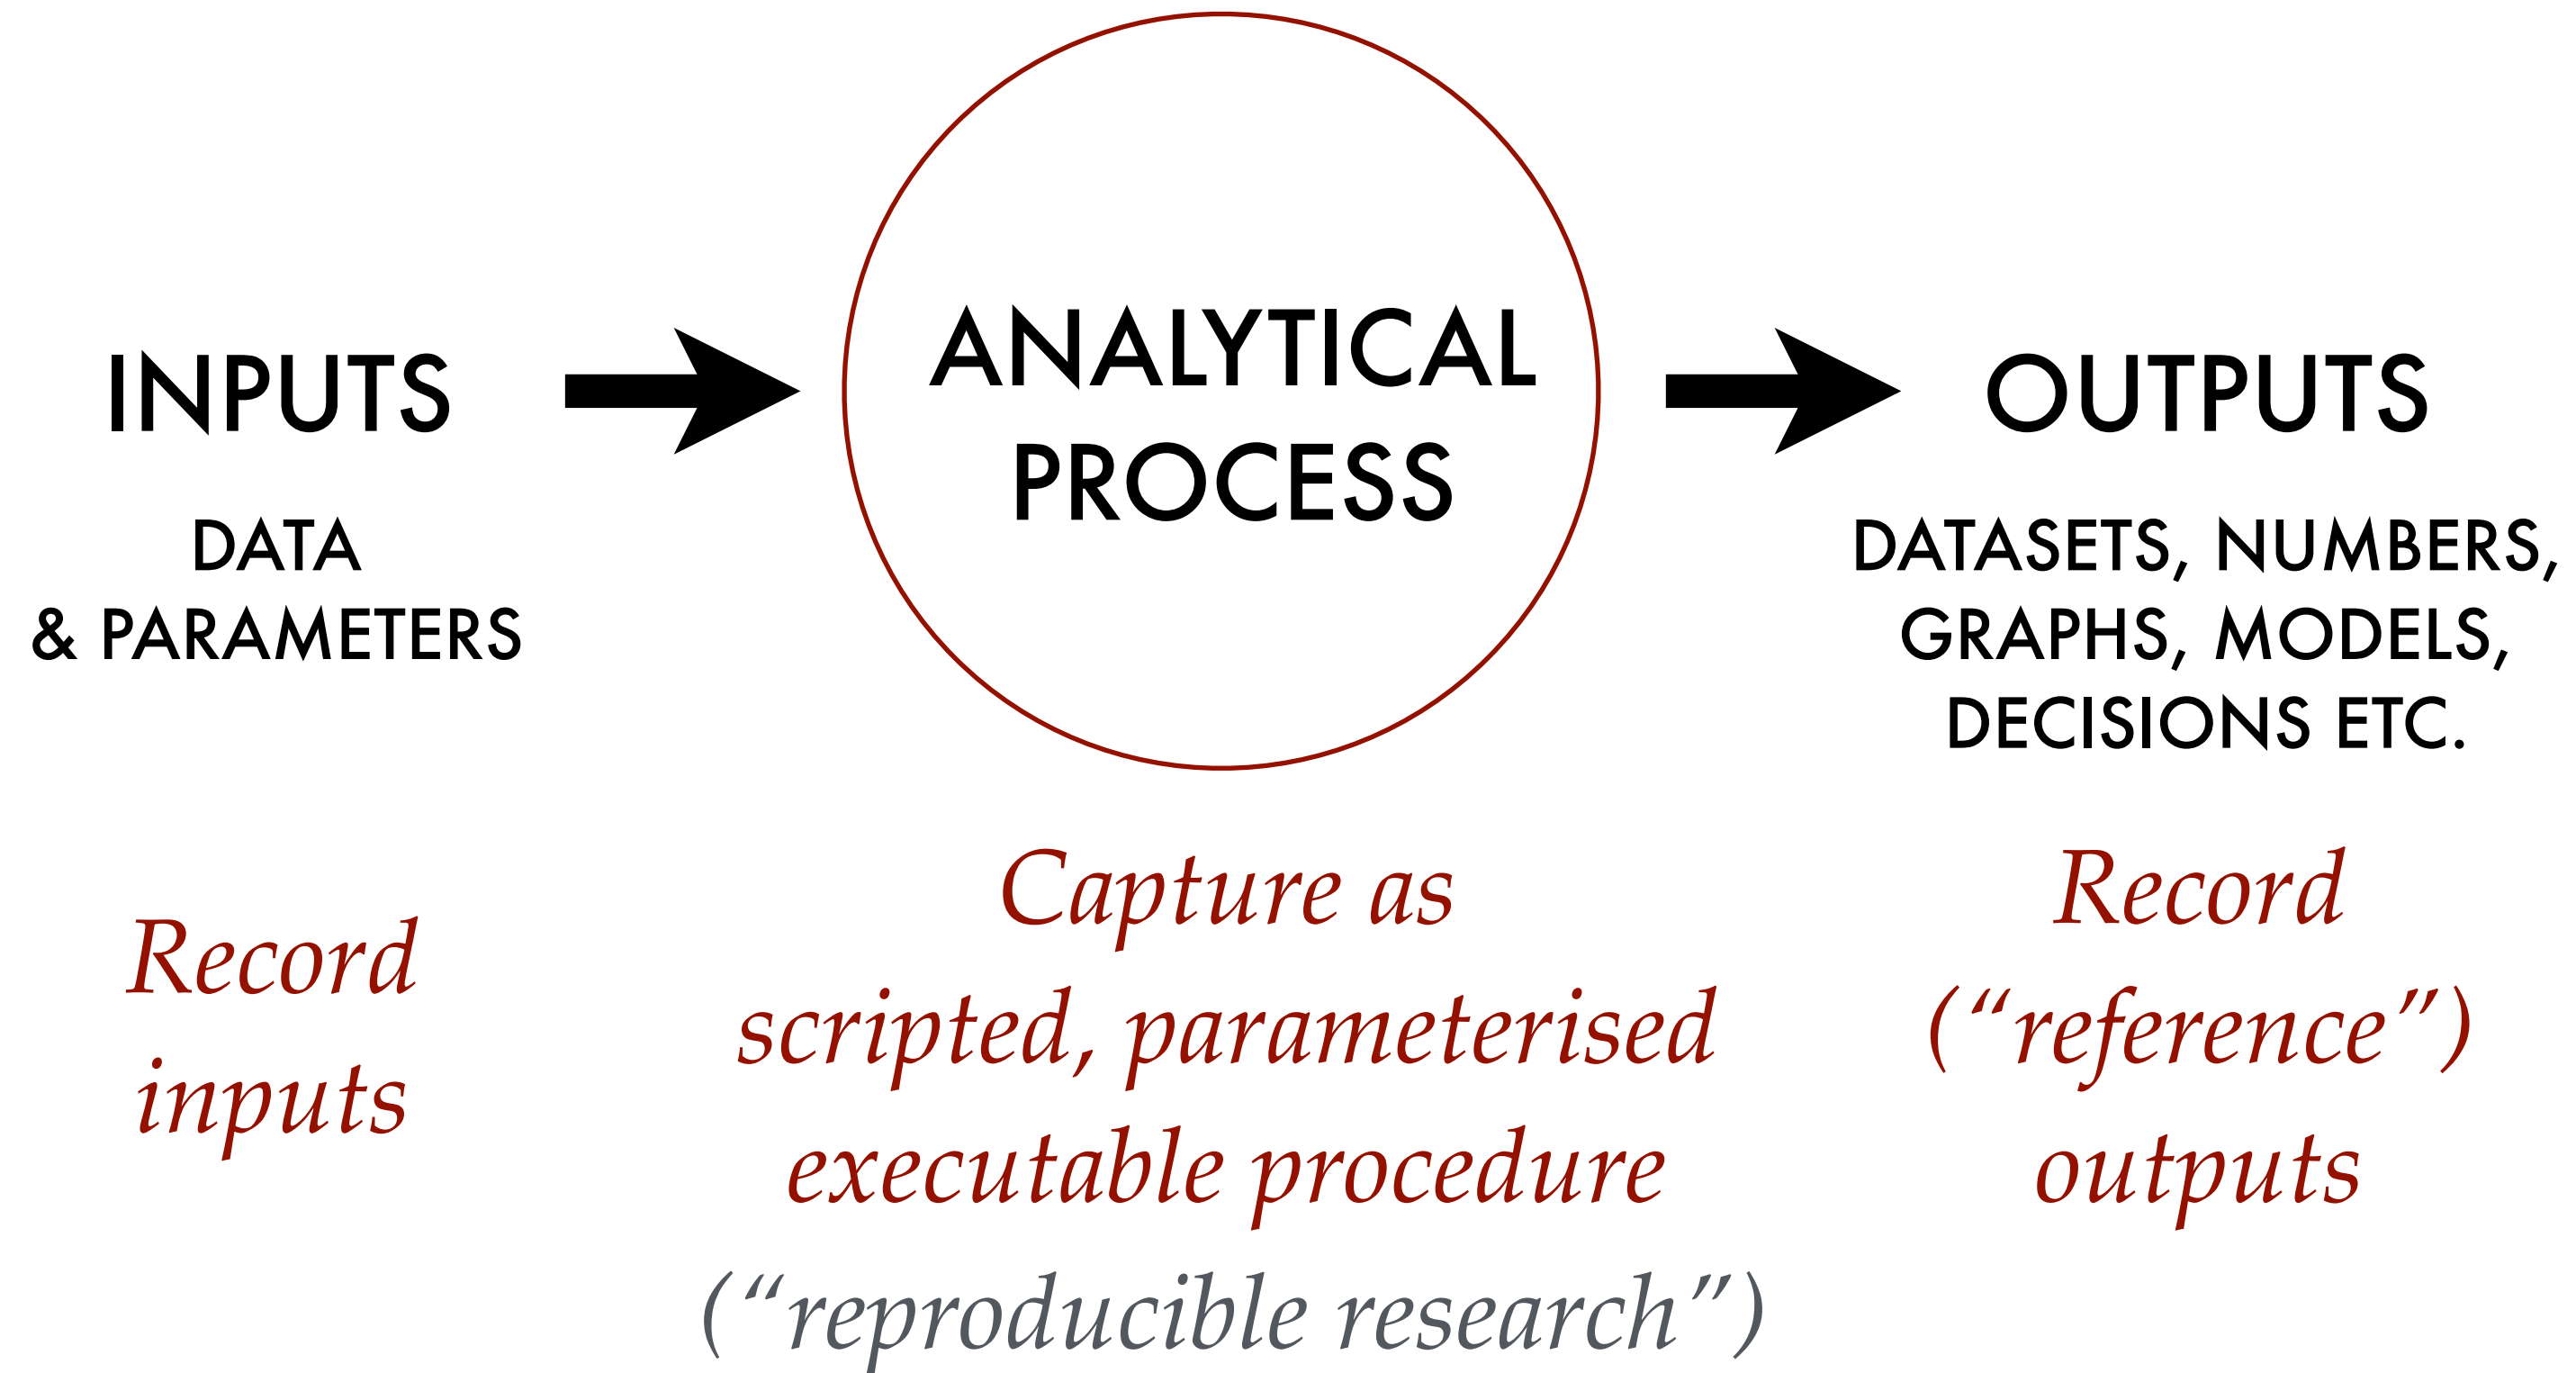 INPUTS
DATA
& PARAMETERS
Record
inputs
ANALYTICAL
PROCESS
Capture as
scripted, parameterised
executable procedure
(“reproducible research”)
OUTPUTS
DATASETS, NUMBERS,
GRAPHS, MODELS,
DECISIONS ETC.
Record
(“reference”)
outputs